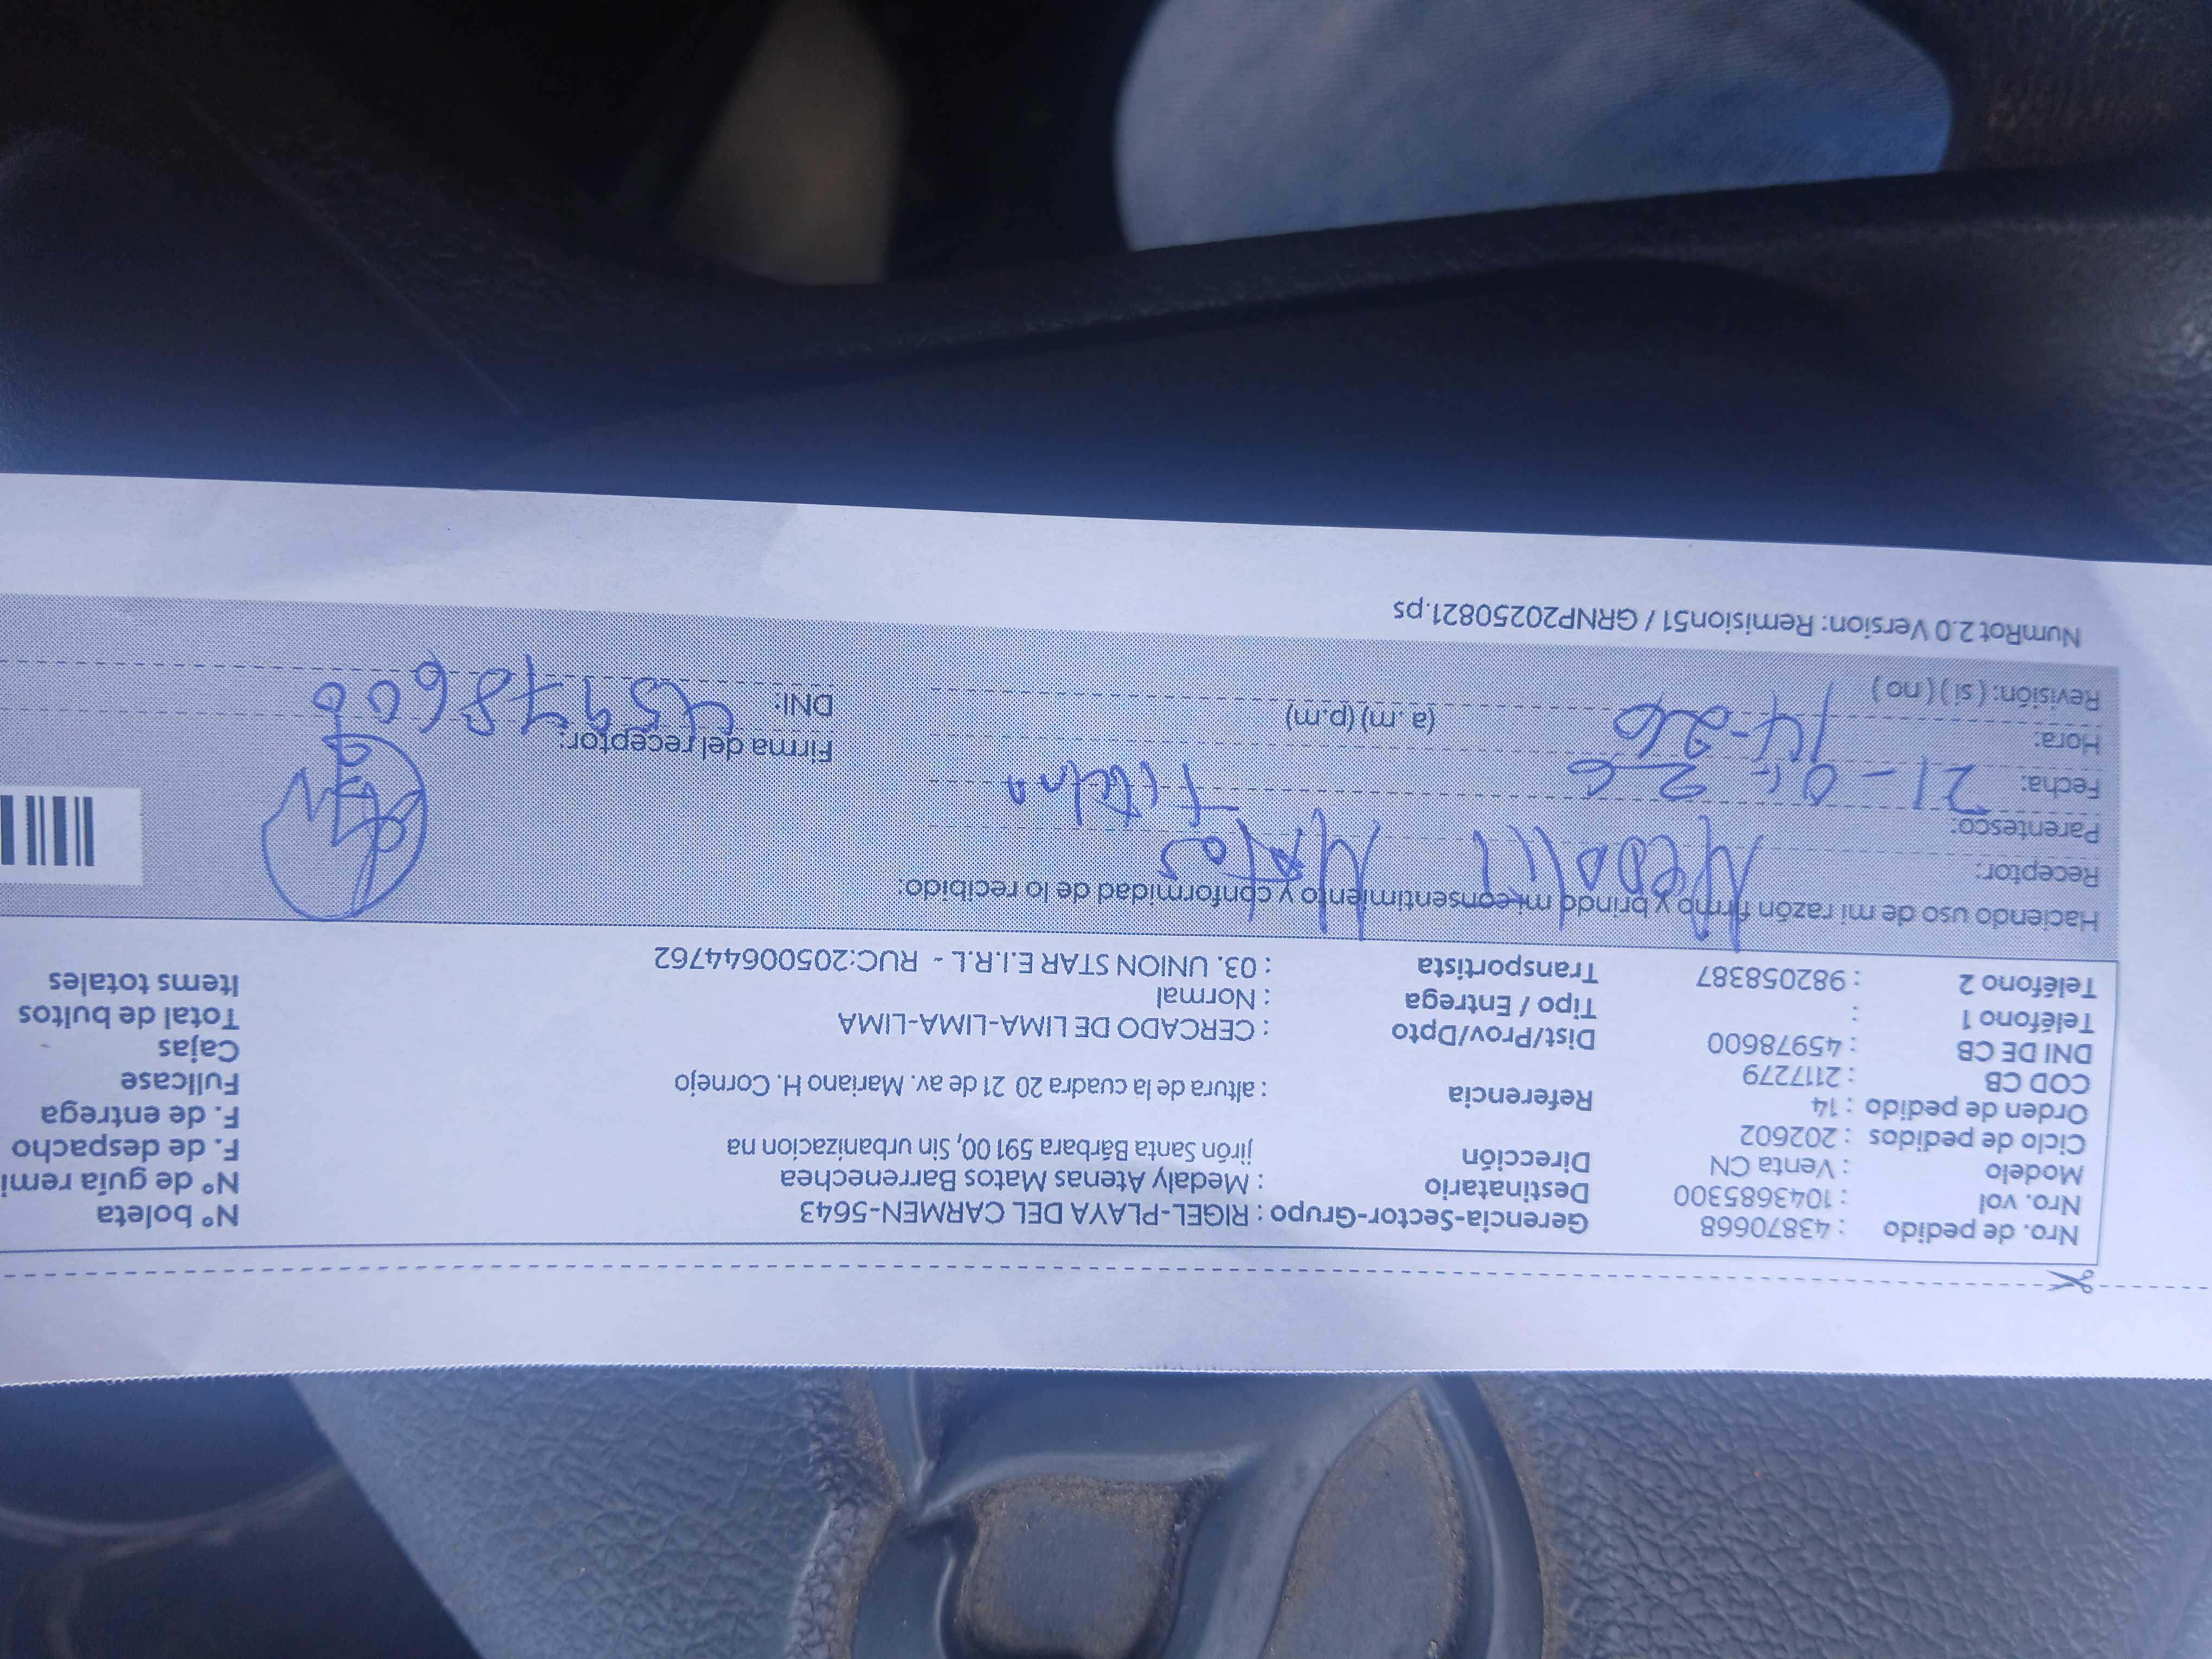 Nro. de pedido : 43870668 Gerencia-Sector-Grupo : RIGEL-PLAYA DEL CARMEN-5643 N° boleta
Nro. vol : 1043685300 Destinatario : Medaly Atenas Matos Barrenechea N° de guía remi
Modelo : Venta CN Dirección jirón Santa Bárbara 591 00, Sin urbanizacion na F. de despacho
Ciclo de pedidos : 202602 F. de entrega
Orden de pedido : 14 Referencia : altura de la cuadra 20 21 de av. Mariano H. Cornejo Fullcase
COD CB : 2117279 Cajas
DNI DE CB : 45978600 Dist/Prov/Dpto : CERCADO DE LIMA-LIMA-LIMA Total de bultos
Teléfono 1 : Tipo / Entrega : Normal Items totales
Teléfono 2 : 982058387 Transportista : 03. UNION STAR E.I.R.L - RUC:20500644762
Haciendo uso de mi razón firmo y brindo mi consentimiento y conformidad de lo recibido:
Receptor: Matos
Parentesco: Titular
Fecha: 21-01-26 Firma del receptor:
Hora: 14-26 (a.m) (p.m) DNI: 45978600
Revisión: (si) (no)
NumRot 2.0 Version: Remision51 / GRNP20250821.ps